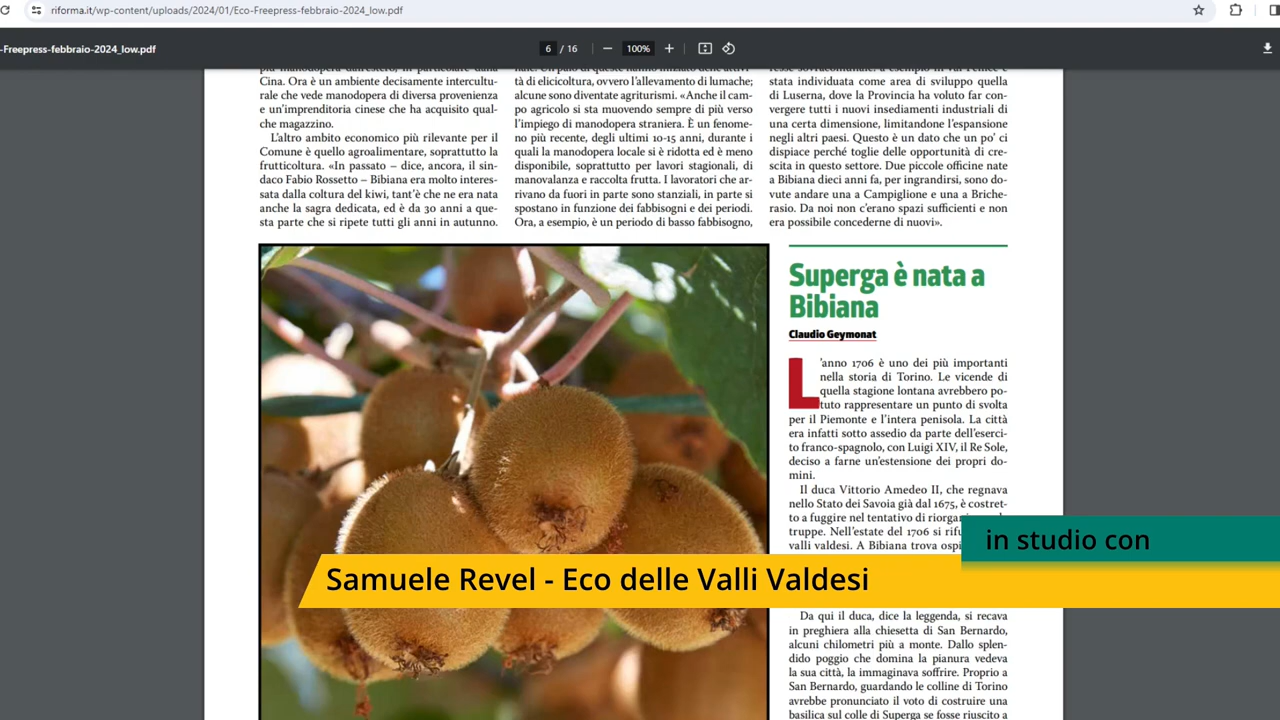 riforma.it/wp-content/uploads/2024/01/Eco-Freepress-febbraio-2024_low.pdf
-Freepress-febbraio-2024_low.pdf
6 / 16
100%
Cina. Ora è un ambiente decisamente intercultu-
rale che vede manodopera di diversa provenienza
e un'imprenditoria cinese che ha acquisito qual-
che magazzino.
L'altro ambito economico più rilevante per il
Comune è quello agroalimentare, soprattutto la
frutticoltura. «In passato – dice, ancora, il sin-
daco Fabio Rossetto – Bibiana era molto interes-
sata dalla coltura del kiwi, tant'è che ne era nata
anche la sagra dedicata, ed è da 30 anni a que-
sta parte che si ripete tutti gli anni in autunno.
tà di elicicoltura, ovvero l'allevamento di lumache;
alcune sono diventate agriturismi. «Anche il cam-
po agricolo si sta muovendo sempre di più verso
l'impiego di manodopera straniera. È un fenome-
no più recente, degli ultimi 10-15 anni, durante i
quali la manodopera locale si è ridotta ed è meno
disponibile, soprattutto per lavori stagionali, di
manovalanza e raccolta frutta. I lavoratori che ar-
rivano da fuori in parte sono stanziali, in parte si
spostano in funzione dei fabbisogni e dei periodi.
Ora, a esempio, è un periodo di basso fabbisogno,
stata individuata come area di sviluppo quella
di Luserna, dove la Provincia ha voluto far con-
vergere tutti i nuovi insediamenti industriali di
una certa dimensione, limitandone l'espansione
negli altri paesi. Questo è un dato che un po' ci
dispiace perché toglie delle opportunità di cre-
scita in questo settore. Due piccole officine nate
a Bibiana dieci anni fa, per ingrandirsi, sono do-
vute andare una a Campiglione e una a Briche-
rasio. Da noi non c'erano spazi sufficienti e non
era possibile concederne di nuovi».
Superga è nata a
Bibiana
Claudio Geymonat
L'anno 1706 è uno dei più importanti
nella storia di Torino. Le vicende di
quella stagione lontana avrebbero po-
tuto rappresentare un punto di svolta
per il Piemonte e l'intera penisola. La città
era infatti sotto assedio da parte dell'eserci-
to franco-spagnolo, con Luigi XIV, il Re Sole,
deciso a farne un'estensione dei propri do-
mini.
Il duca Vittorio Amedeo II, che regnava
nello Stato dei Savoia già dal 1675, è costret-
to a fuggire nel tentativo di
truppe. Nell'estate del 1706 si
valli valdesi. A Bibiana trova
in studio con
Samuele Revel - Eco delle Valli Valdesi
Da qui il duca, dice la leggenda, si recava
in preghiera alla chiesetta di San Bernardo,
alcuni chilometri più a monte. Dallo splen-
dido poggio che domina la pianura vedeva
la sua città, la immaginava soffrire. Proprio a
San Bernardo, guardando le colline di Torino
avrebbe pronunciato il voto di costruire una
basilica sul colle di Superga se fosse riuscito a